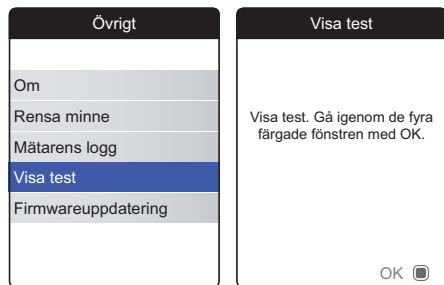 Övrigt
Om
Rensa minne
Mätarens logg
Visa test
Firmwareuppdatering
Visa test
Visa test. Gå igenom de fyra
färgade fönstren med OK.
OK